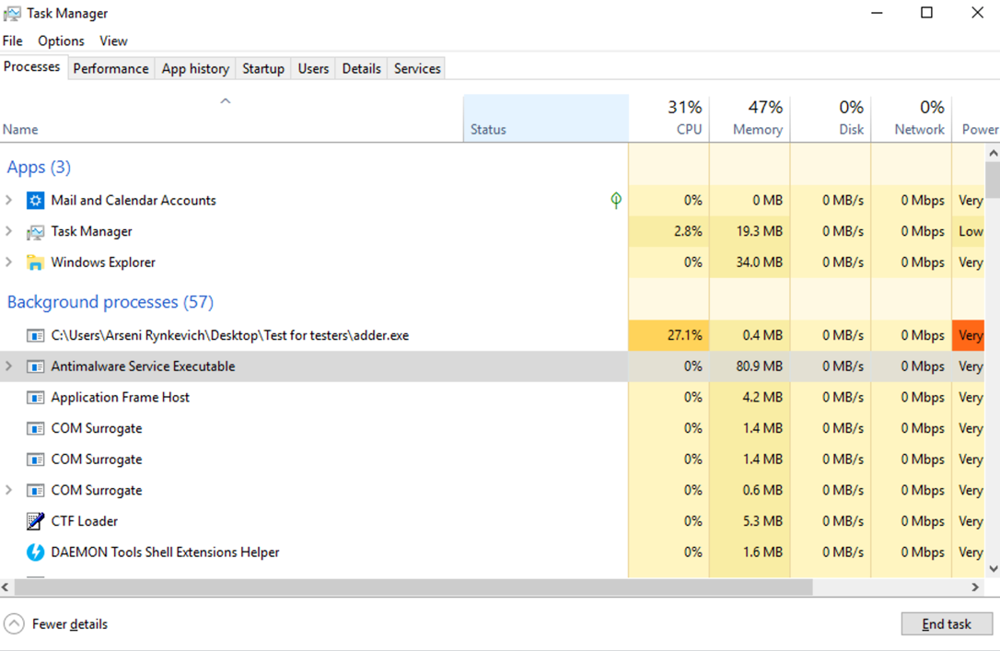 Task Manager
File Options View
Processes Performance App history Startup Users Details Services
31% 47% 0% 0%
Name Status CPU Memory Disk Network Power
Apps (3)
Mail and Calendar Accounts 0% 0 MB 0 MB/s 0 Mbps Very
Task Manager 2.8% 19.3 MB 0 MB/s 0 Mbps Low
Windows Explorer 0% 34.0 MB 0 MB/s 0 Mbps Very
Background processes (57)
C:\Users\Arseni Rynkevich\Desktop\Test for testers\adder.exe 27.1% 0.4 MB 0 MB/s 0 Mbps Very
Antimalware Service Executable 0% 80.9 MB 0 MB/s 0 Mbps Very
Application Frame Host 0% 4.2 MB 0 MB/s 0 Mbps Very
COM Surrogate 0% 1.4 MB 0 MB/s 0 Mbps Very
COM Surrogate 0% 1.4 MB 0 MB/s 0 Mbps Very
COM Surrogate 0% 0.6 MB 0 MB/s 0 Mbps Very
CTF Loader 0% 5.3 MB 0 MB/s 0 Mbps Very
DAEMON Tools Shell Extensions Helper 0% 1.6 MB 0 MB/s 0 Mbps Very
Fewer details End task